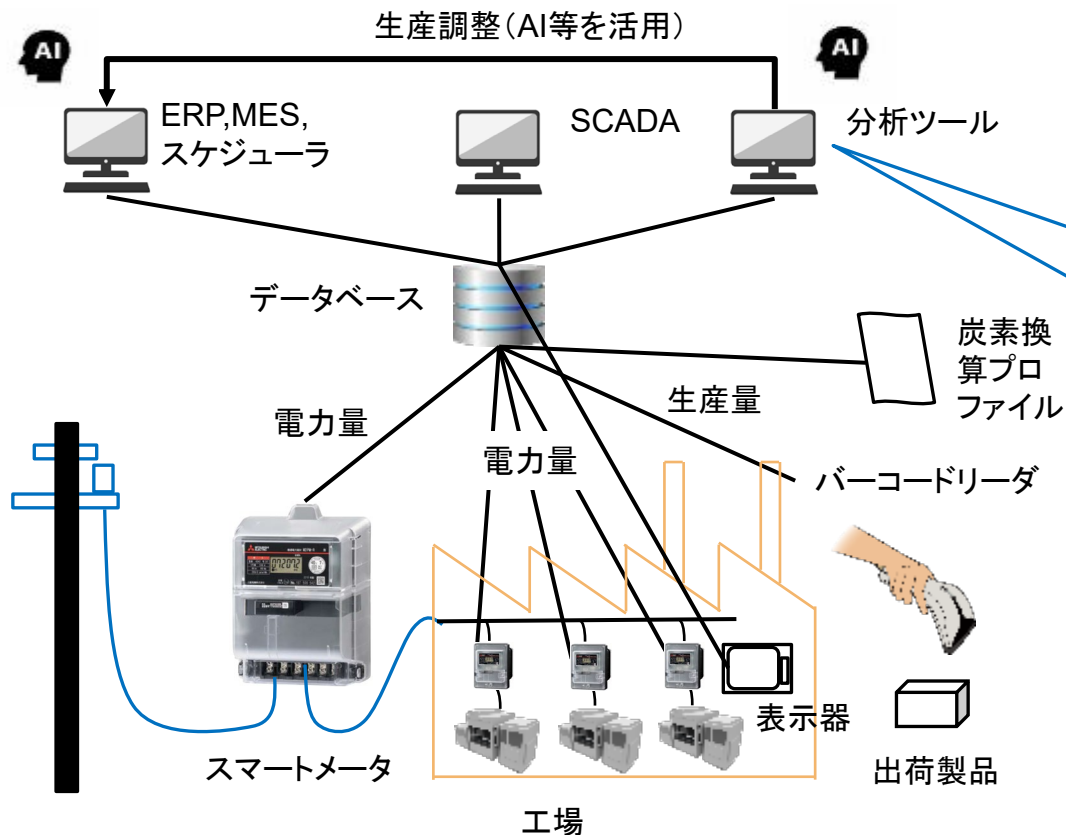 生産調整（AI等を活用）
AI
AI
ERP,MES,
スケジューラ
SCADA
分析ツール
データベース
炭素換
算プロ
ファイル
生産量
電力量
電力量
バーコードリーダ
表示器
スマートメータ
出荷製品
工場